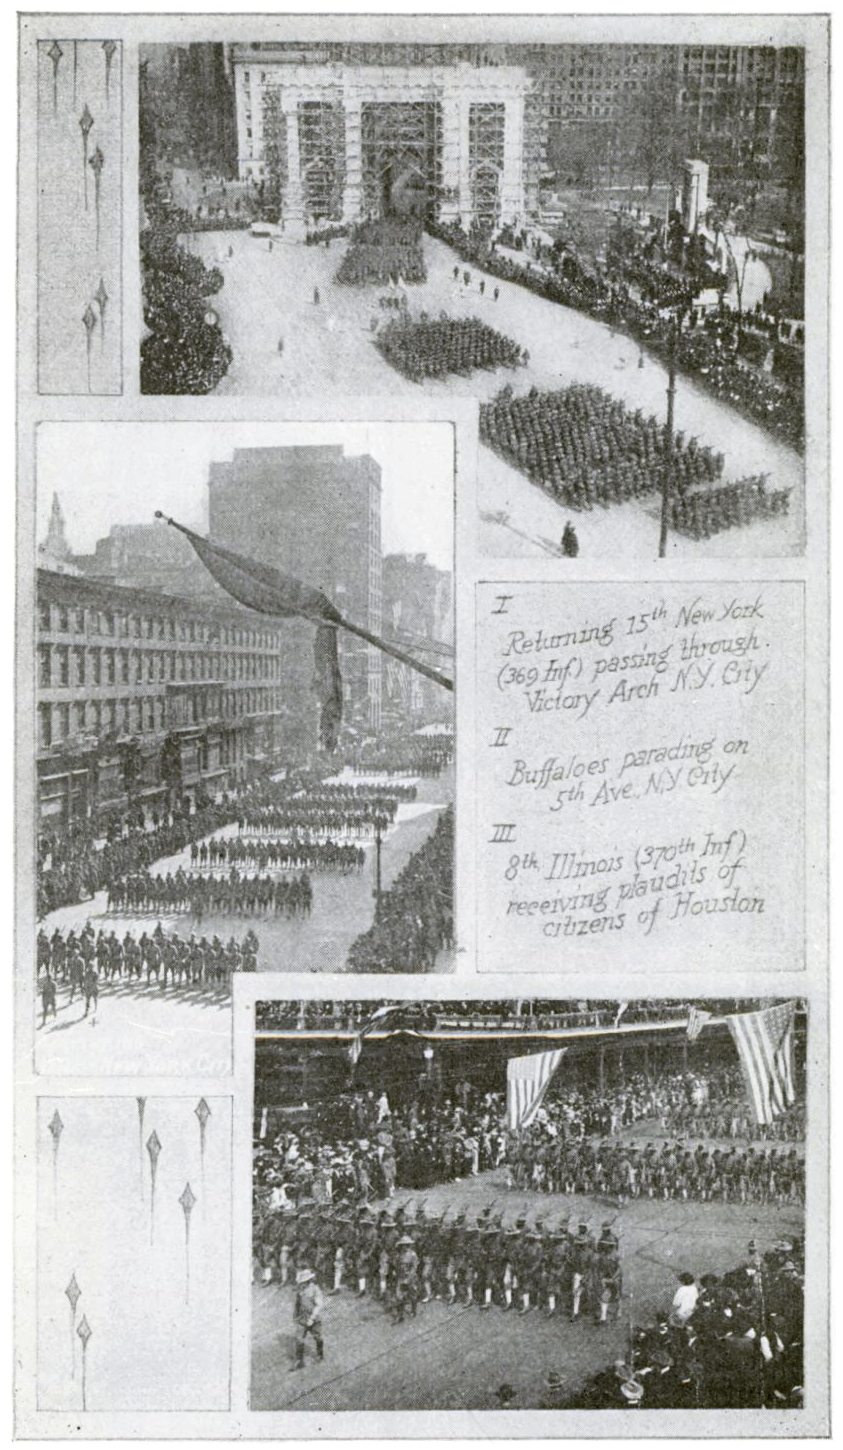 I
Returning 15th New York
(369 Inf) passing through
Victory Arch N.Y. City
II
Buffaloes parading on
5th Ave. N.Y City
III
8th Illinois (370th Inf)
receiving plaudits of
citizens of Houston